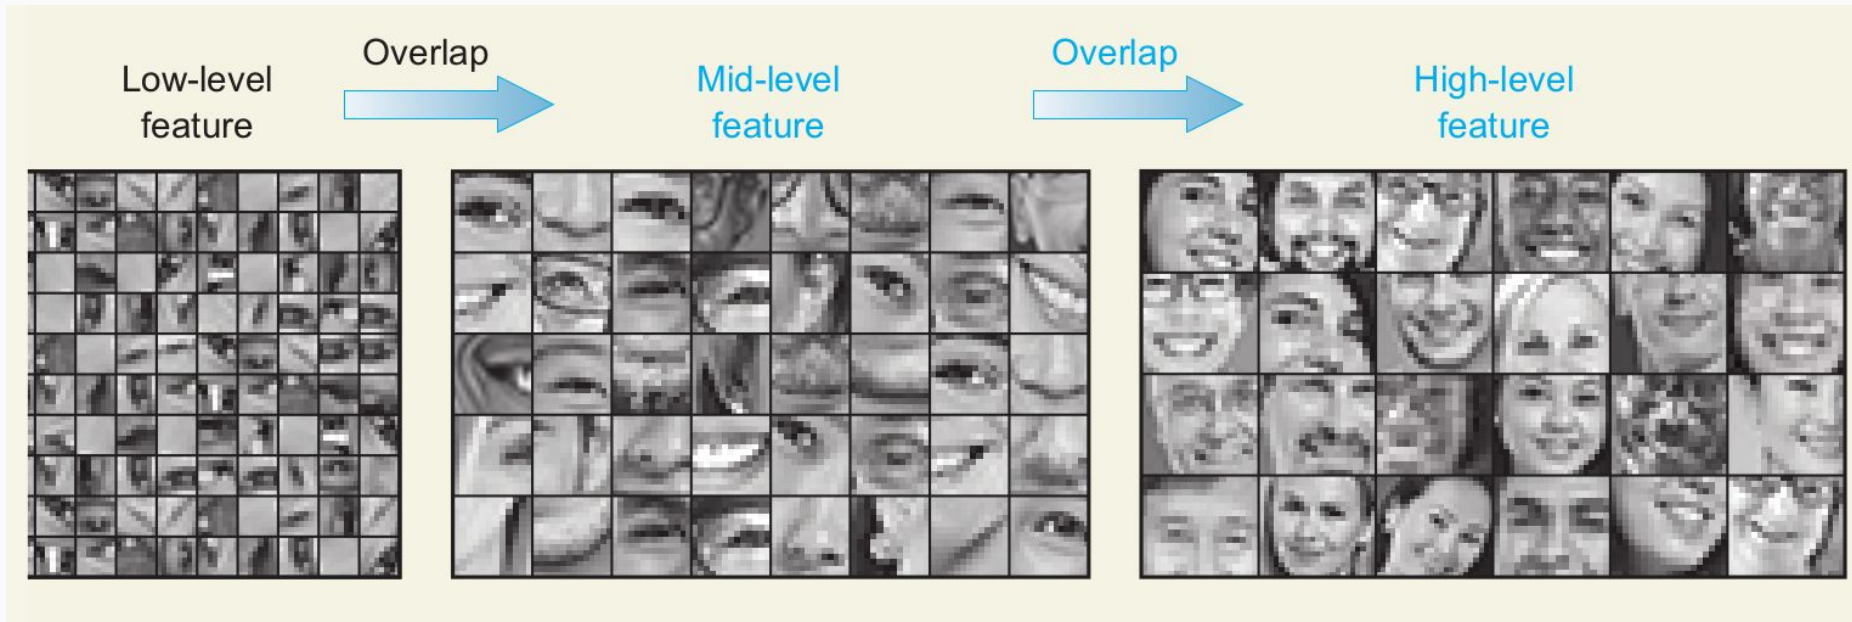 Low-level
feature
Overlap
Mid-level
feature
Overlap
High-level
feature